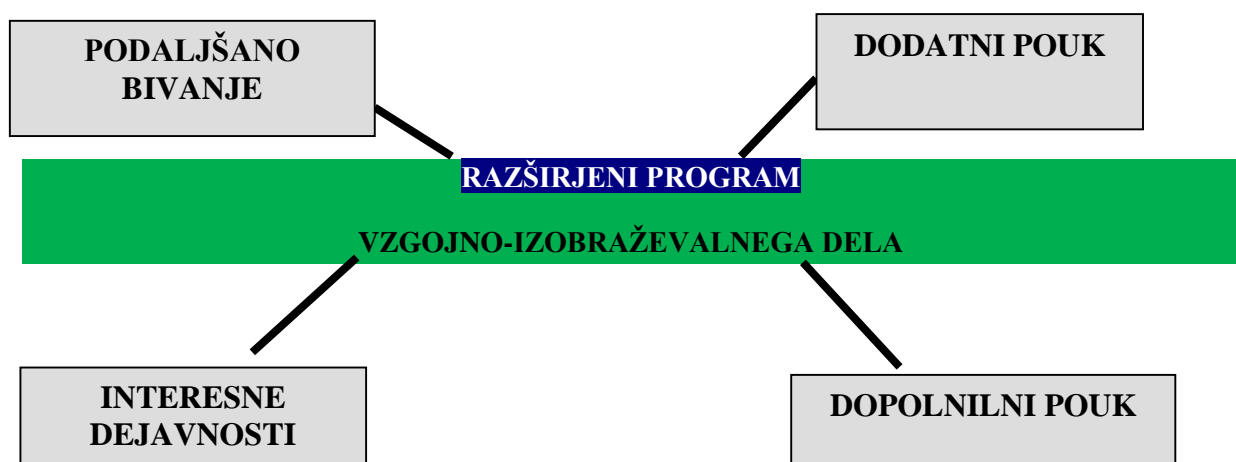 PODALJŠANO
BIVANJE
DODATNI POUK
RAZŠIRJENI PROGRAM
VZGOJNO-IZOBRAŽEVALNEGA DELA
INTERESNE
DEJAVNOSTI
DOPOLNILNI POUK